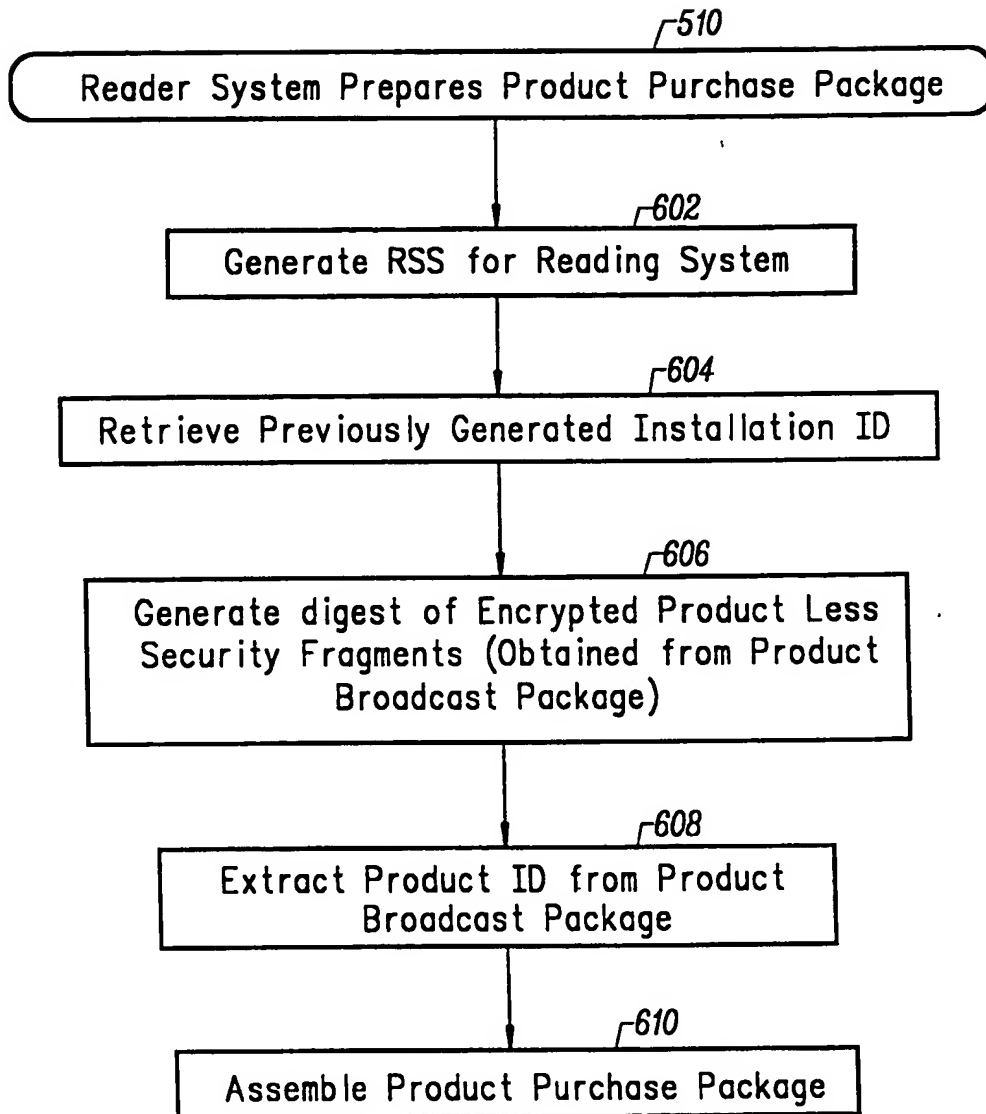 510
Reader System Prepares Product Purchase Package
602
Generate RSS for Reading System
604
Retrieve Previously Generated Installation ID
606
Generate digest of Encrypted Product Less
Security Fragments (Obtained from Product
Broadcast Package)
608
Extract Product ID from Product
Broadcast Package
610
Assemble Product Purchase Package